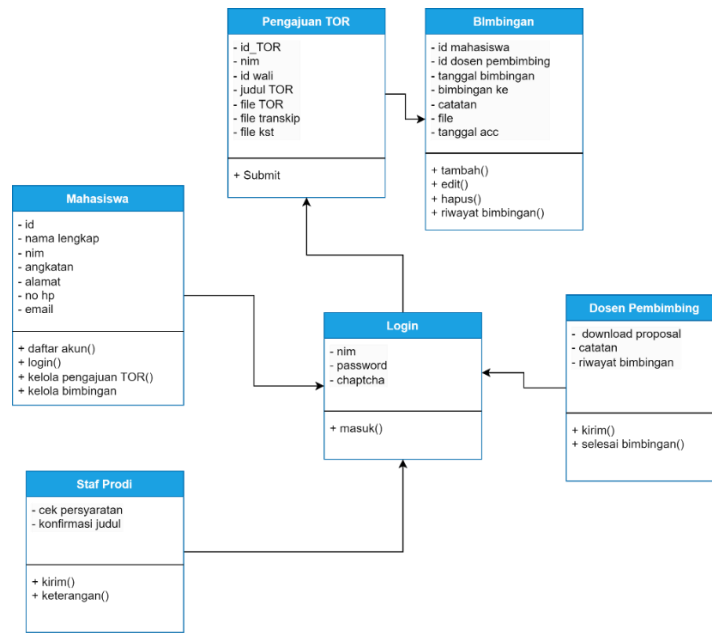 Pengajuan TOR
- id_TOR
- nim
- id wali
- judul TOR
- file TOR
- file transkip
- file kst
+ Submit
BImbingan
- id mahasiswa
- id dosen pembimbing
- tanggal bimbingan
- bimbingan ke
- catatan
- file
- tanggal acc
+ tambah()
+ edit()
+ hapus()
+ riwayat bimbingan()
Mahasiswa
- id
- nama lengkap
- nim
- angkatan
- alamat
- no hp
- email
+ daftar akun()
+ login()
+ kelola pengajuan TOR()
+ kelola bimbingan
Login
- nim
- password
- chaptcha
+ masuk()
Dosen Pembimbing
- download proposal
- catatan
- riwayat bimbingan
+ kirim()
+ selesai bimbingan()
Staf Prodi
- cek persyaratan
- konfirmasi judul
+ kirim()
+ keterangan()